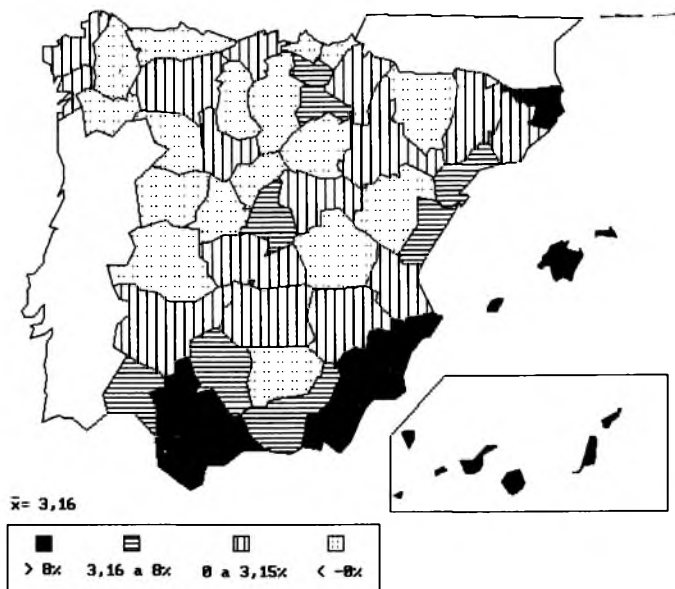 x̄= 3,16
> 8% 3,16 a 8% 0 a 3,15% < -0%